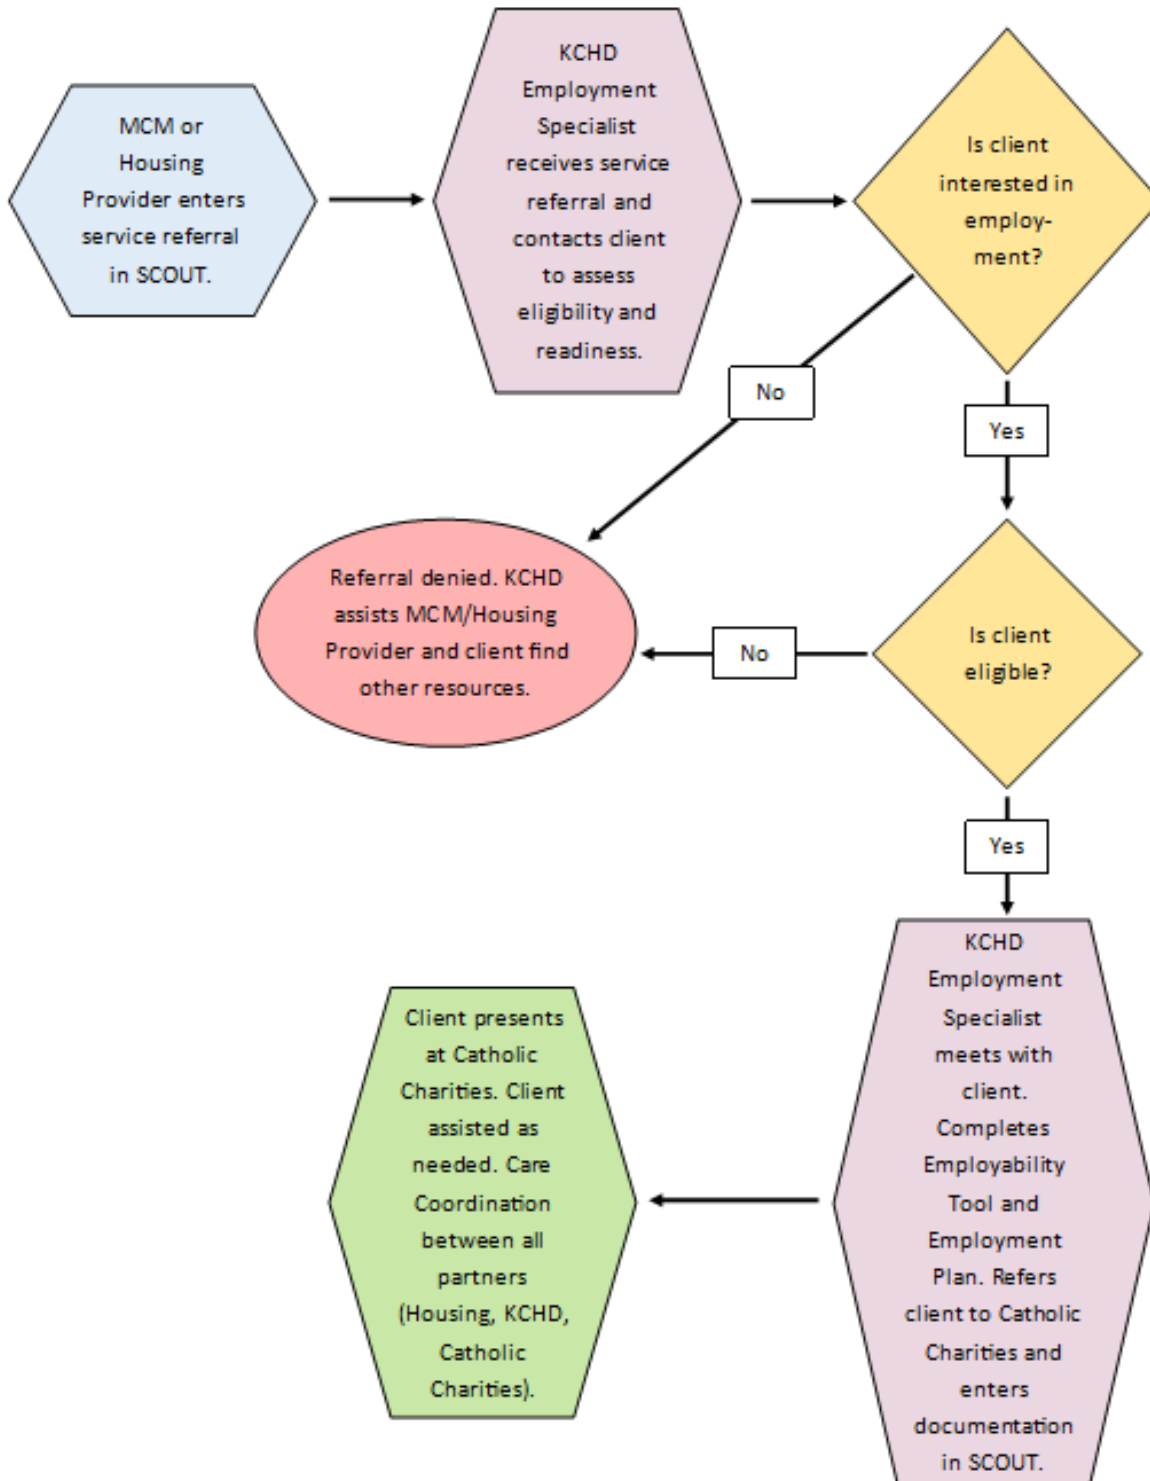 MCM or
Housing
Provider enters
service referral
in SCOUT.
KCHD
Employment
Specialist
receives service
referral and
contacts client
to assess
eligibility and
readiness.
Is client
interested in
employ-
ment?
No
Yes
Referral denied. KCHD
assists MCM/Housing
Provider and client find
other resources.
No
Is client
eligible?
Yes
KCHD
Employment
Specialist
meets with
client.
Completes
Employability
Tool and
Employment
Plan. Refers
client to Catholic
Charities and
enters
documentation
in SCOUT.
Client presents
at Catholic
Charities. Client
assisted as
needed. Care
Coordination
between all
partners
(Housing, KCHD,
Catholic
Charities).